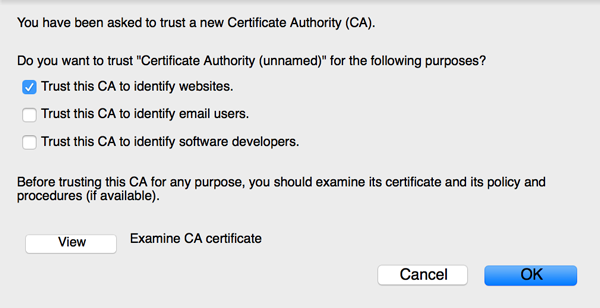 You have been asked to trust a new Certificate Authority (CA).
Do you want to trust "Certificate Authority (unnamed)" for the following purposes?
Trust this CA to identify websites.
Trust this CA to identify email users.
Trust this CA to identify software developers.
Before trusting this CA for any purpose, you should examine its certificate and its policy and
procedures (if available).
View Examine CA certificate
Cancel OK